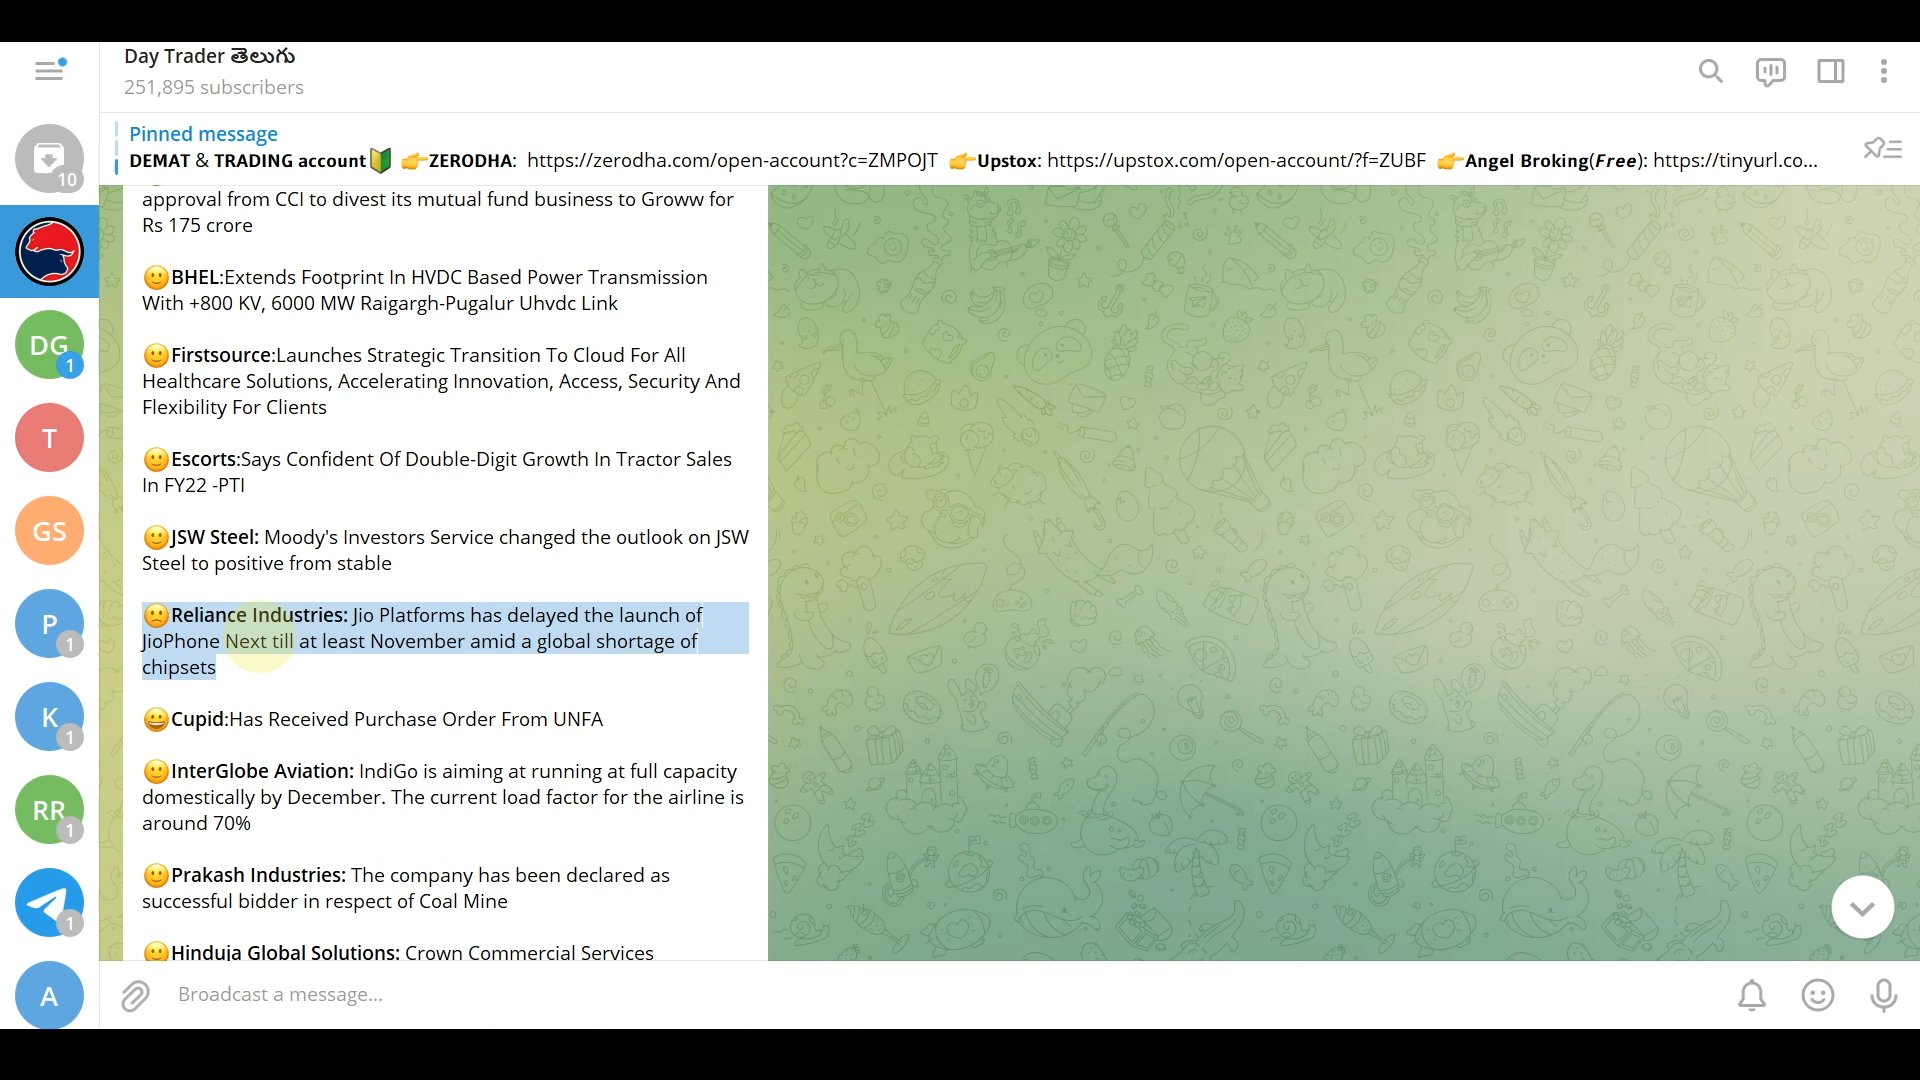 Day Trader తెలుగు
251,895 subscribers
Pinned message
DEMAT & TRADING account🔰 👉ZERODHA: https://zerodha.com/open-account?c=ZMPOJT 👉Upstox: https://upstox.com/open-account/?f=ZUBF 👉Angel Broking(Free): https://tinyurl.co...
10
approval from CCI to divest its mutual fund business to Groww for
Rs 175 crore
🙂BHEL:Extends Footprint In HVDC Based Power Transmission
With +800 KV, 6000 MW Raigargh-Pugalur Uhvdc Link
DG
1
🙂Firstsource:Launches Strategic Transition To Cloud For All
Healthcare Solutions, Accelerating Innovation, Access, Security And
Flexibility For Clients
T
🙂Escorts:Says Confident Of Double-Digit Growth In Tractor Sales
In FY22 -PTI
GS
🙂JSW Steel: Moody's Investors Service changed the outlook on JSW
Steel to positive from stable
P
1
🙁Reliance Industries: Jio Platforms has delayed the launch of
JioPhone Next till at least November amid a global shortage of
chipsets
K
1
😀Cupid:Has Received Purchase Order From UNFA
🙂InterGlobe Aviation: IndiGo is aiming at running at full capacity
domestically by December. The current load factor for the airline is
around 70%
RR
1
🙂Prakash Industries: The company has been declared as
successful bidder in respect of Coal Mine
1
🙂Hinduja Global Solutions: Crown Commercial Services
A
Broadcast a message...